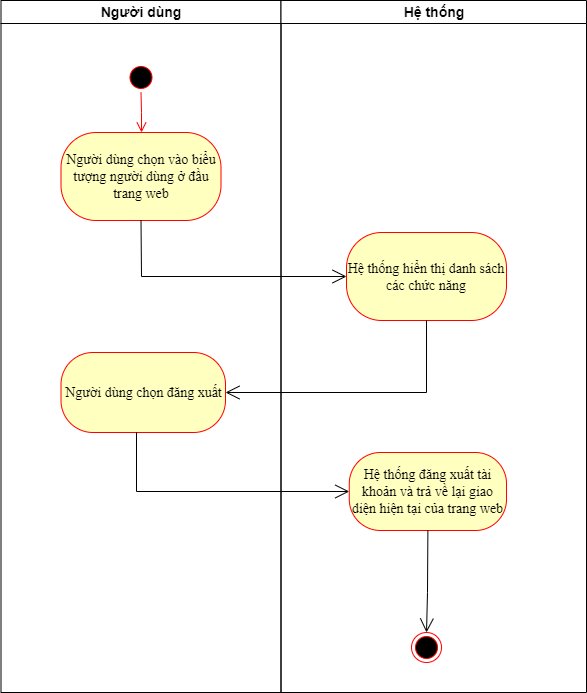 Người dùng
Hệ thống
Người dùng chọn vào biểu
tượng người dùng ở đầu
trang web
Hệ thống hiển thị danh sách
các chức năng
Người dùng chọn đăng xuất
Hệ thống đăng xuất tài
khoản và trả về lại giao
diện hiện tại của trang web